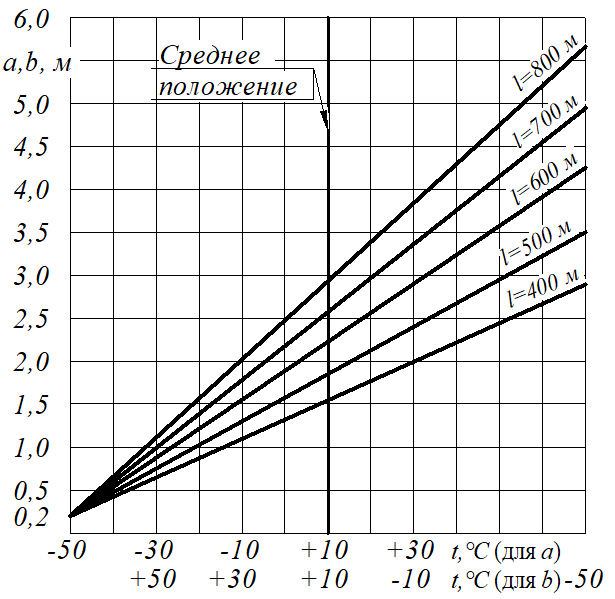 6,0
a,b, м
Среднее
положение
5,0
4,5
4,0
3,5
3,0
2,5
2,0
1,5
1,0
0,5
0,2
l=800 м
l=700 м
l=600 м
l=500 м
l=400 м
-50 -30 -10 +10 +30 t,°C (для a)
+50 +30 +10 -10 t,°C (для b) -50